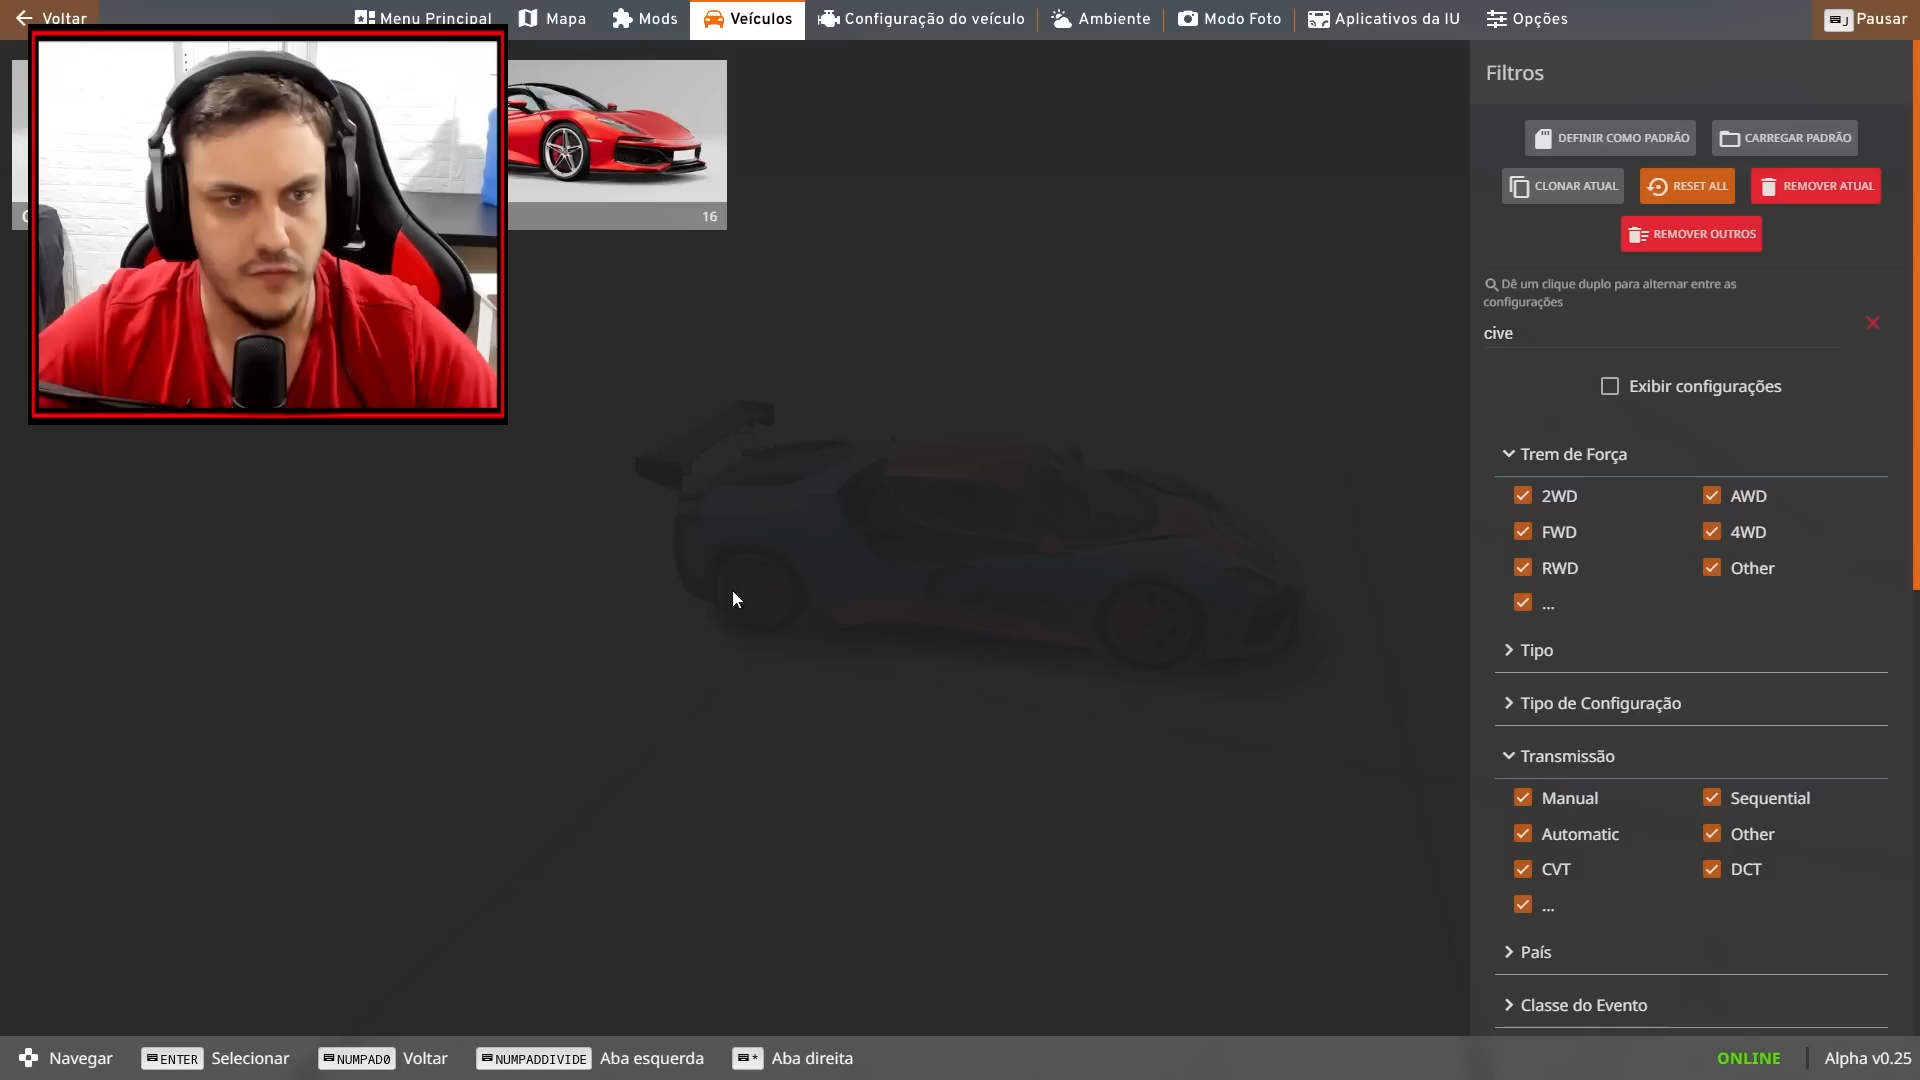 Voltar
Menu Principal
Mapa
Mods
Veículos
Configuração do veículo
Ambiente
Modo Foto
Aplicativos da IU
Opções
J
Pausar
16
Filtros
DEFINIR COMO PADRÃO
CARREGAR PADRÃO
CLONAR ATUAL
RESET ALL
REMOVER ATUAL
REMOVER OUTROS
Dê um clique duplo para alternar entre as
configurações
cive
Exibir configurações
Trem de Força
2WD
AWD
FWD
4WD
RWD
Other
...
Tipo
Tipo de Configuração
Transmissão
Manual
Sequential
Automatic
Other
CVT
DCT
...
País
Classe do Evento
Navegar
ENTER Selecionar
NUMPAD0 Voltar
NUMPADDIVIDE Aba esquerda
* Aba direita
ONLINE
Alpha v0.25